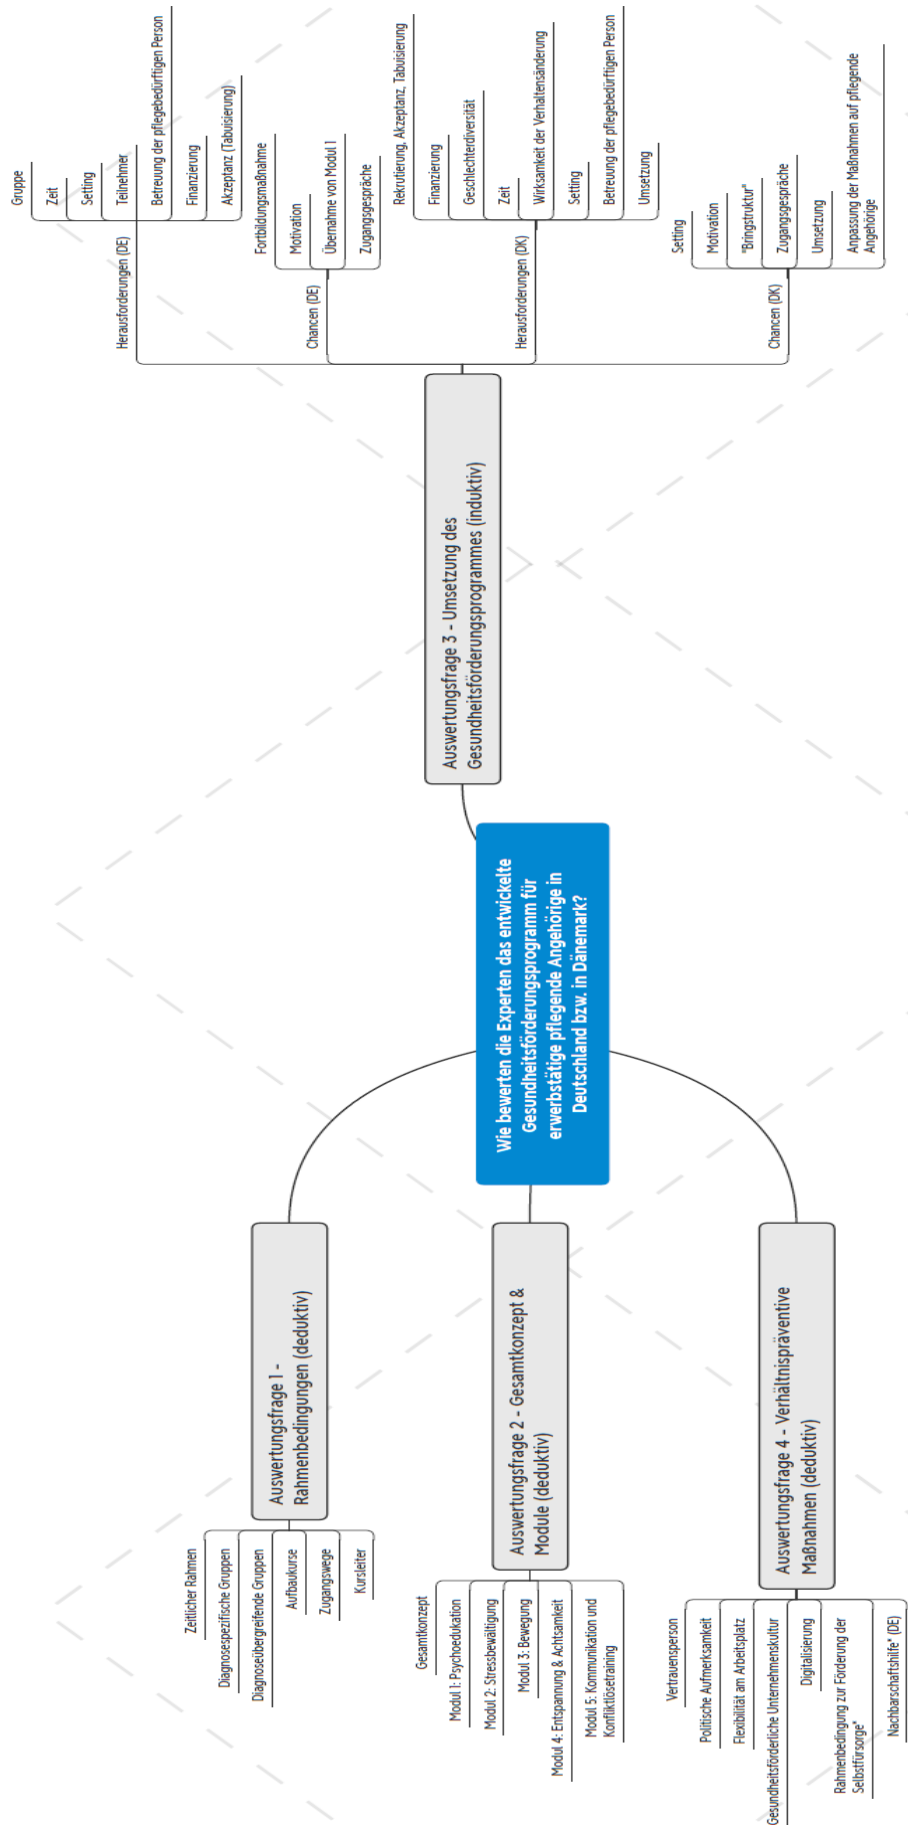 Wie bewerten die Experten das entwickelte
Gesundheitsförderungsprogramm für
erwerbstätige pflegende Angehörige in
Deutschland bzw. in Dänemark?
Auswertungsfrage 1 -
Rahmenbedingungen (deduktiv)
Zeitlicher Rahmen
Diagnosespezifische Gruppen
Diagnoseübergreifende Gruppen
Aufbaukurse
Zugangswege
Kursleiter
Auswertungsfrage 2 - Gesamtkonzept &
Module (deduktiv)
Gesamtkonzept
Modul 1: Psychoedukation
Modul 2: Stressbewältigung
Modul 3: Bewegung
Modul 4: Entspannung & Achtsamkeit
Modul 5: Kommunikation und
Konfliktlösetraining
Auswertungsfrage 4 - Verhältnispräventive
Maßnahmen (deduktiv)
Vertrauensperson
Politische Aufmerksamkeit
Flexibilität am Arbeitsplatz
Gesundheitsförderliche Unternehmenskultur
Digitalisierung
Rahmenbedingung zur Förderung der
Selbstfürsorge"
Nachbarschaftshilfe" (DE)
Auswertungsfrage 3 - Umsetzung des
Gesundheitsförderungsprogrammes (induktiv)
Herausforderungen (DE)
Gruppe
Zeit
Setting
Teilnehmer
Betreuung der pflegebedürftigen Person
Finanzierung
Akzeptanz (Tabuisierung)
Chancen (DE)
Fortbildungsmaßnahme
Motivation
Übernahme von Modul 1
Zugangsgespräche
Herausforderungen (DK)
Rekrutierung, Akzeptanz, Tabuisierung
Finanzierung
Geschlechterdiversität
Zeit
Wirksamkeit der Verhaltensänderung
Setting
Betreuung der pflegebedürftigen Person
Umsetzung
Chancen (DK)
Setting
Motivation
"Bringstruktur"
Zugangsgespräche
Umsetzung
Anpassung der Maßnahmen auf pflegende
Angehörige